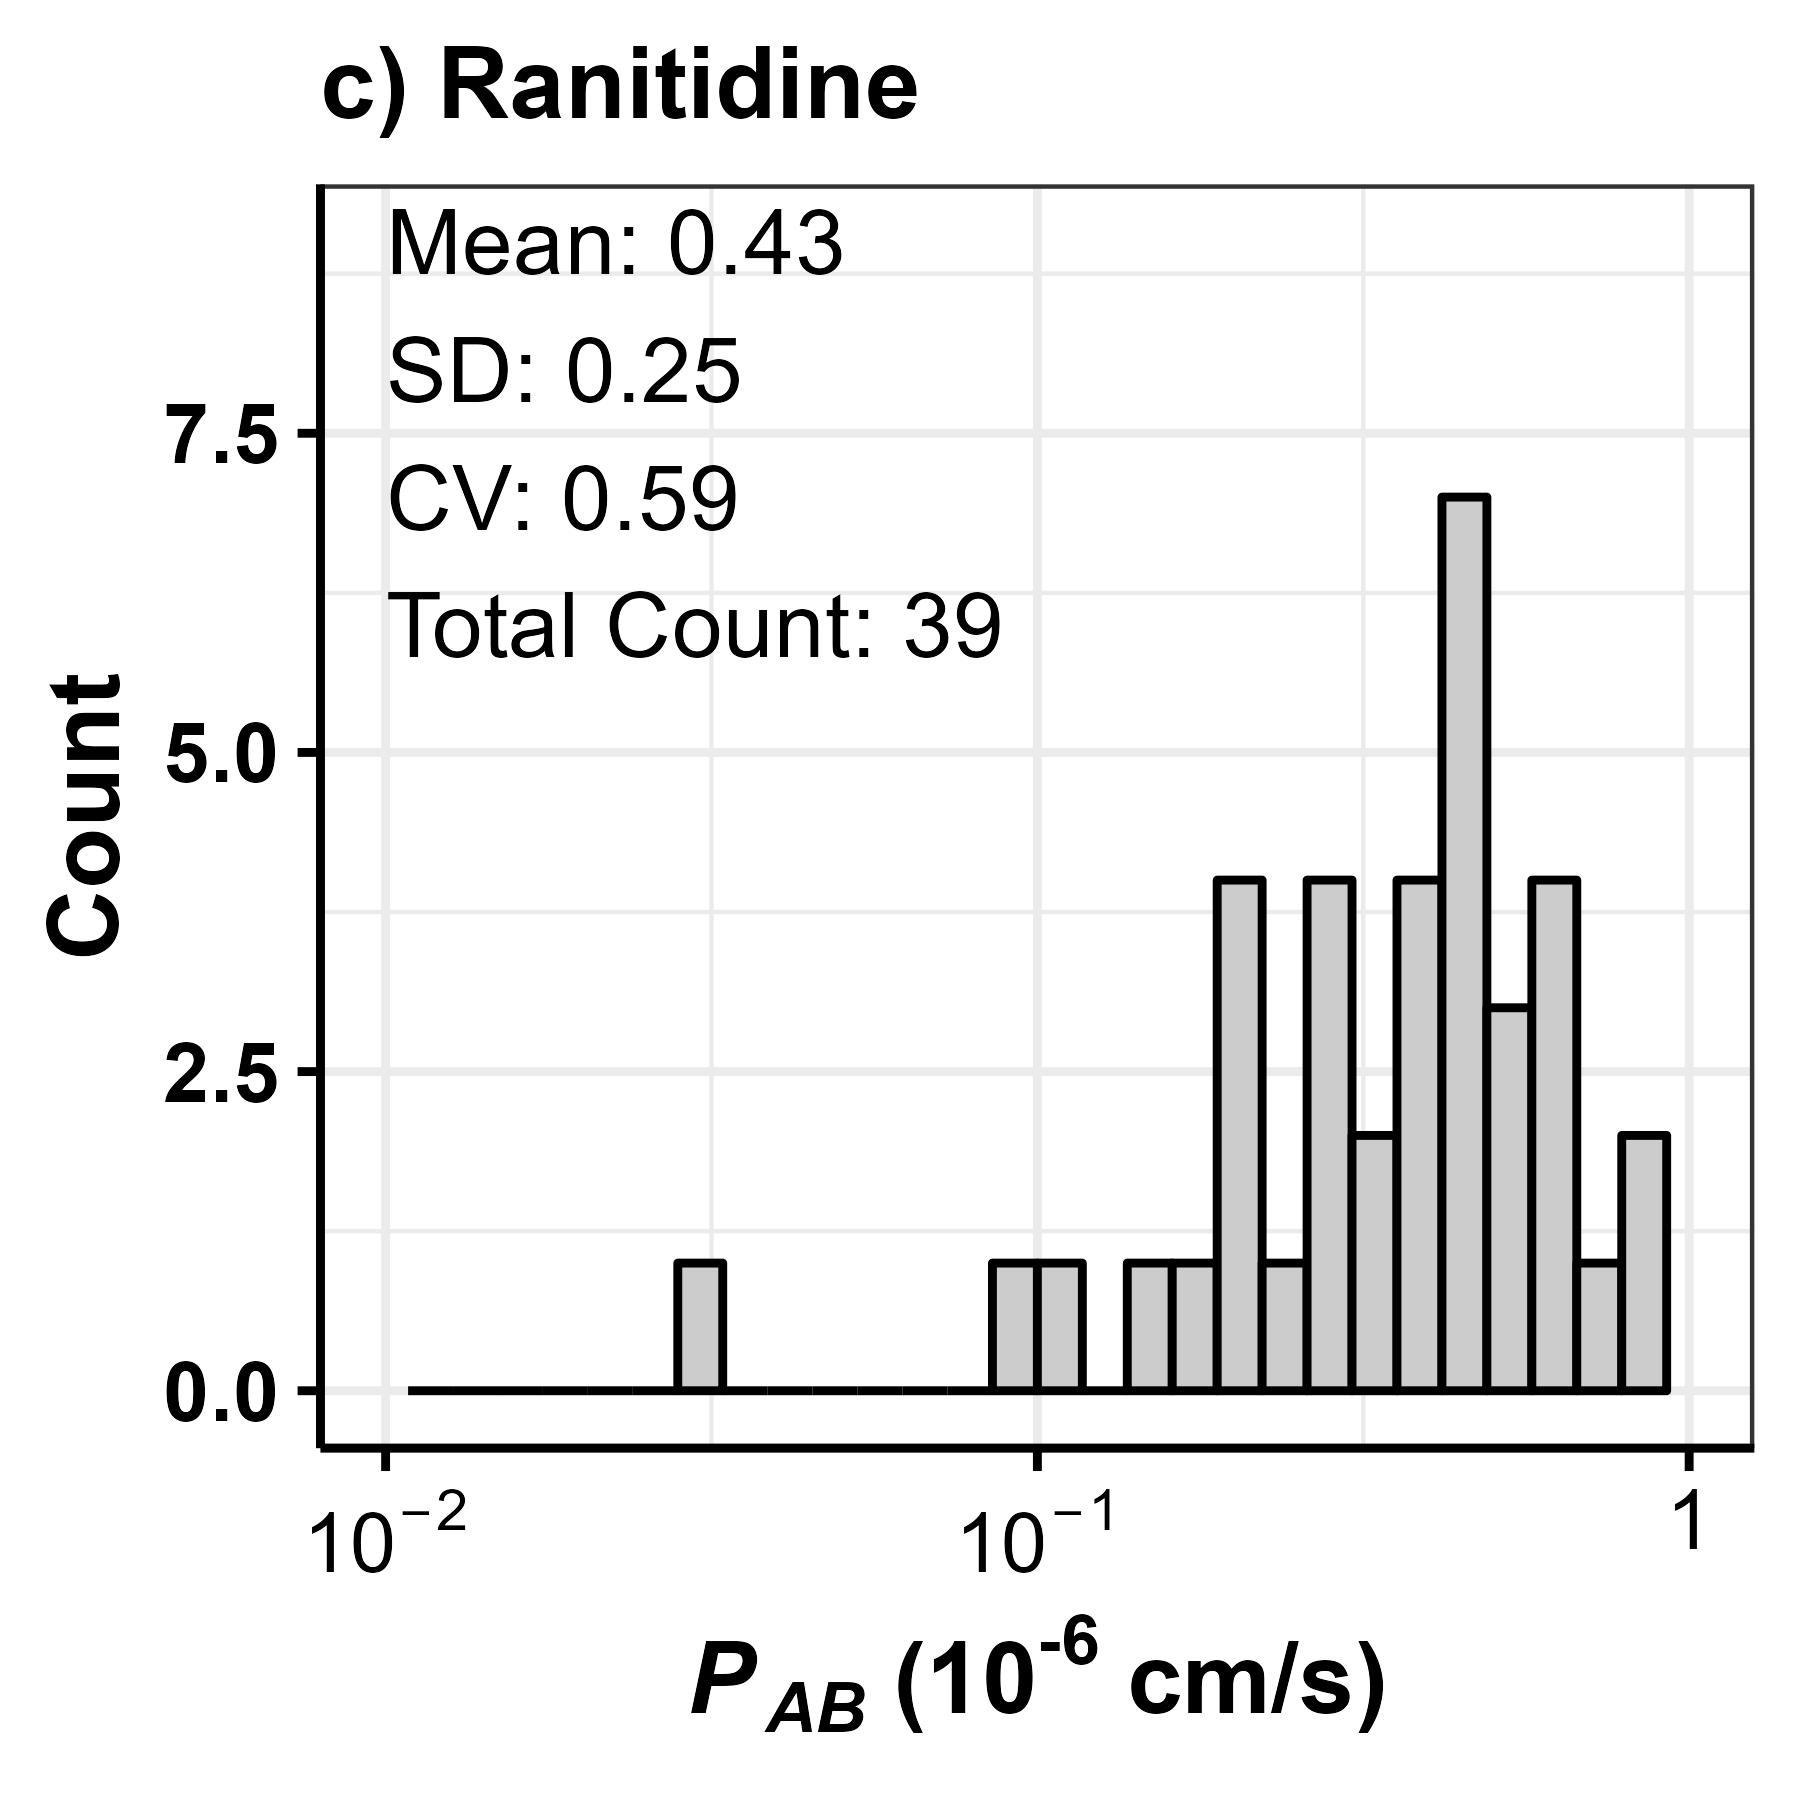 c) Ranitidine
Mean: 0.43
SD: 0.25
CV: 0.59
Total Count: 39
Count
7.5
5.0
2.5
0.0
10⁻² 10⁻¹ 1
P_AB (10⁻⁶ cm/s)